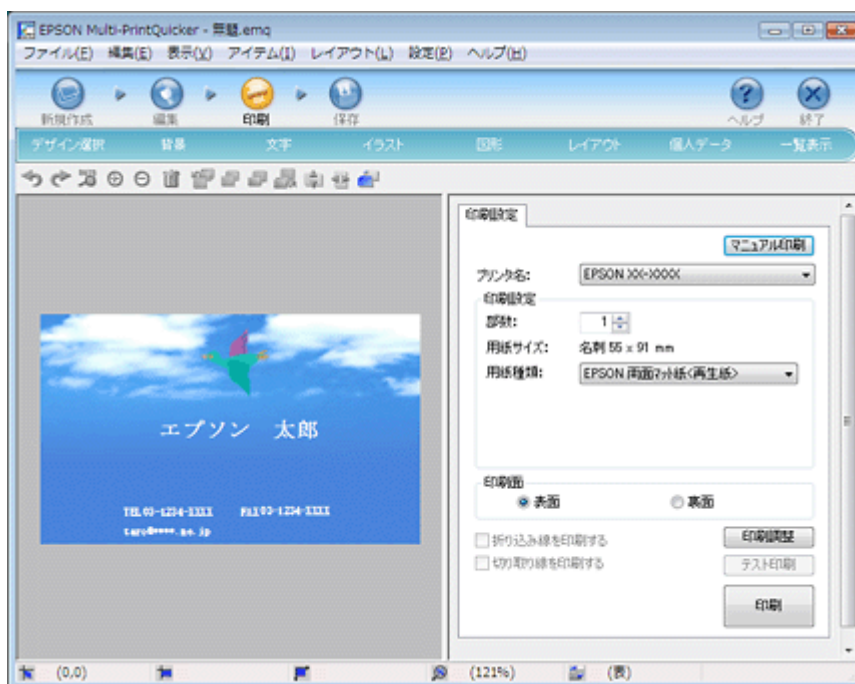 EPSON Multi-PrintQuicker - 無題.emq
ファイル(F) 編集(E) 表示(V) アイテム(I) レイアウト(L) 設定(P) ヘルプ(H)
新規作成 編集 印刷 保存 ヘルプ 終了
デザイン選択 背景 文字 イラスト 図形 レイアウト 個人データ 一覧表示
印刷設定
マニュアル印刷
プリンタ名: EPSON XX-XXXX
印刷設定
部数: 1
用紙サイズ: 名刺 55 x 91 mm
用紙種類: EPSON 両面マット紙<再生紙>
エプソン 太郎
TEL 03-1234-XXXX FAX 03-1234-XXXX
taro@****.ne.jp
印刷面
表面 裏面
折り込み線を印刷する 印刷調整
切り取り線を印刷する テスト印刷
印刷
(0,0) (121%) (表)